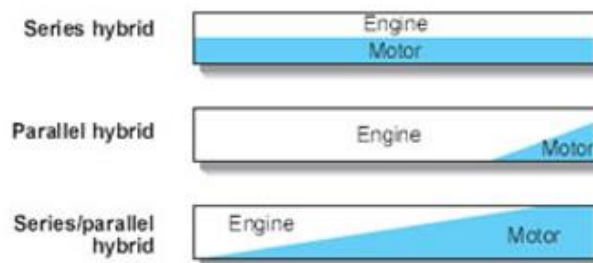 Series hybrid
Engine
Motor
Parallel hybrid
Engine
Motor
Series/parallel
hybrid
Engine
Motor